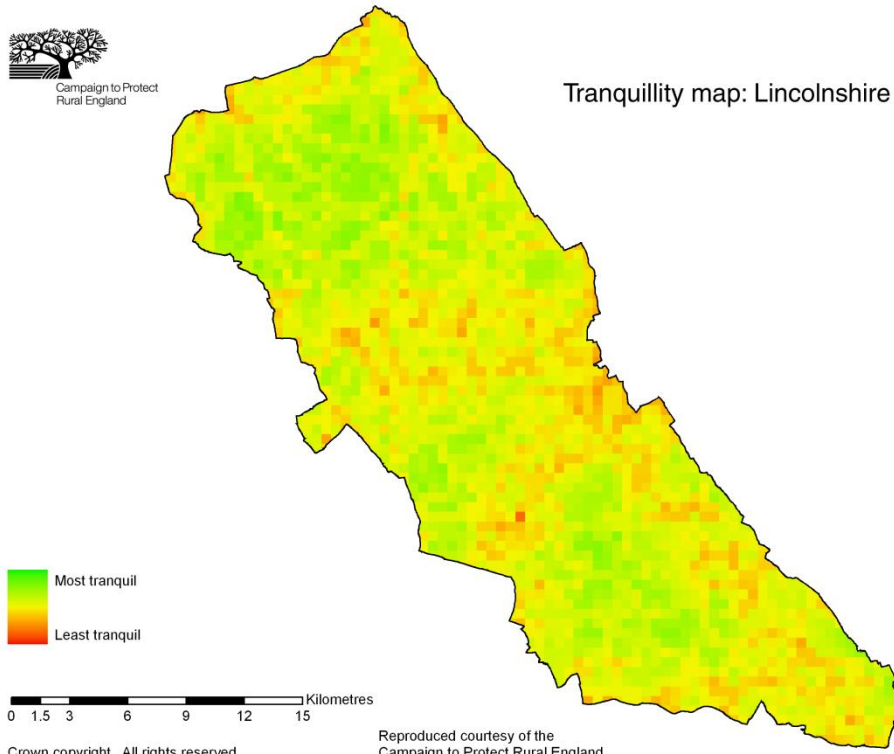 Campaign to Protect
Rural England
Tranquillity map: Lincolnshire
Most tranquil
Least tranquil
Kilometres
0 1.5 3 6 9 12 15
Reproduced courtesy of the
Crown copyright. All rights reserved
Campaign to Protect Rural England